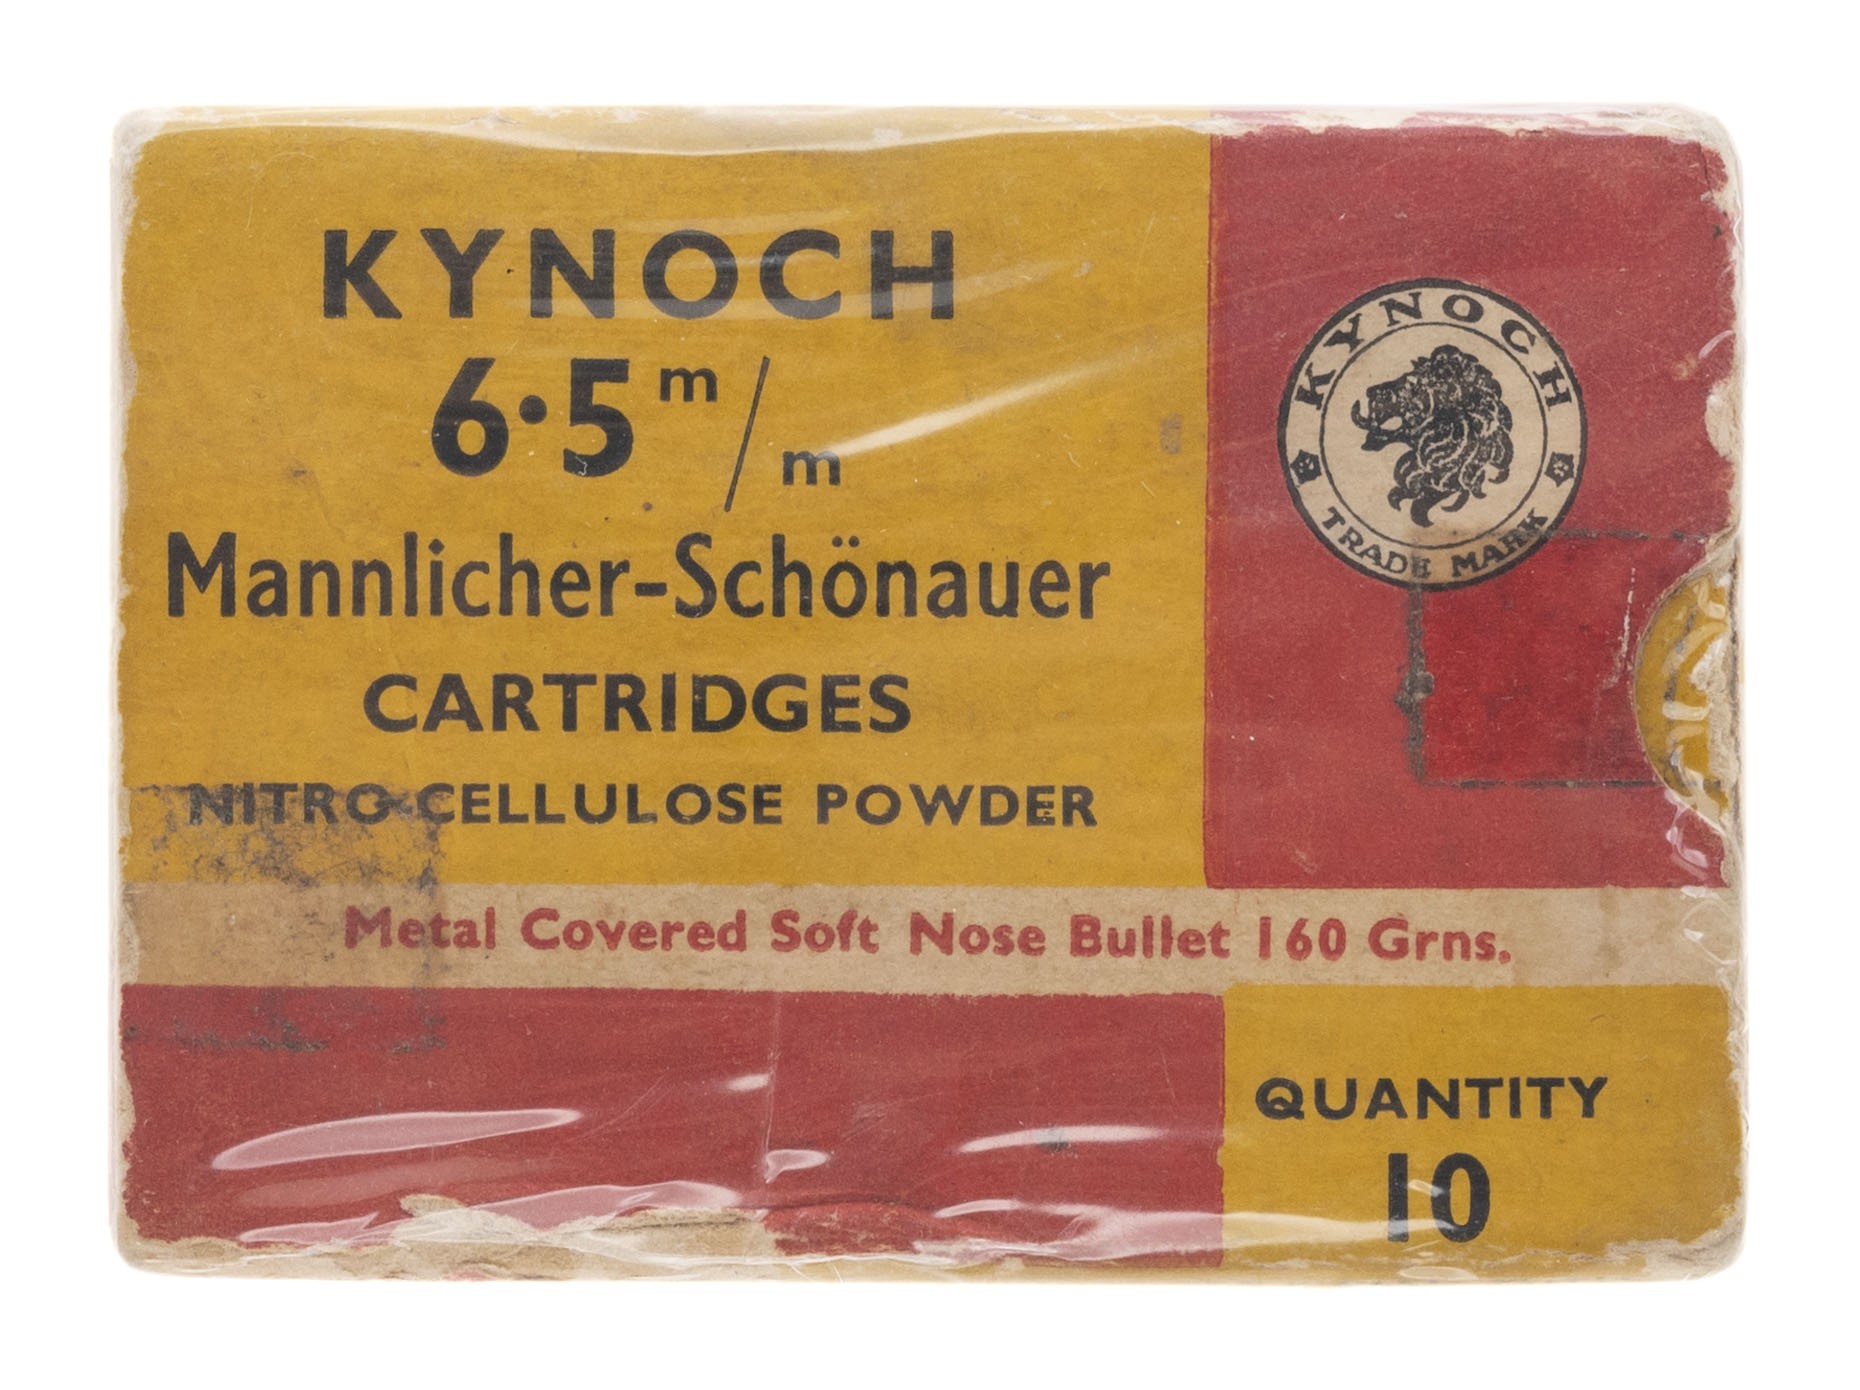 KYNOCH
6·5 m/m
Mannlicher-Schönauer
CARTRIDGES
NITRO-CELLULOSE POWDER
KYNOCH
TRADE MARK
Metal Covered Soft Nose Bullet 160 Grns.
QUANTITY
10